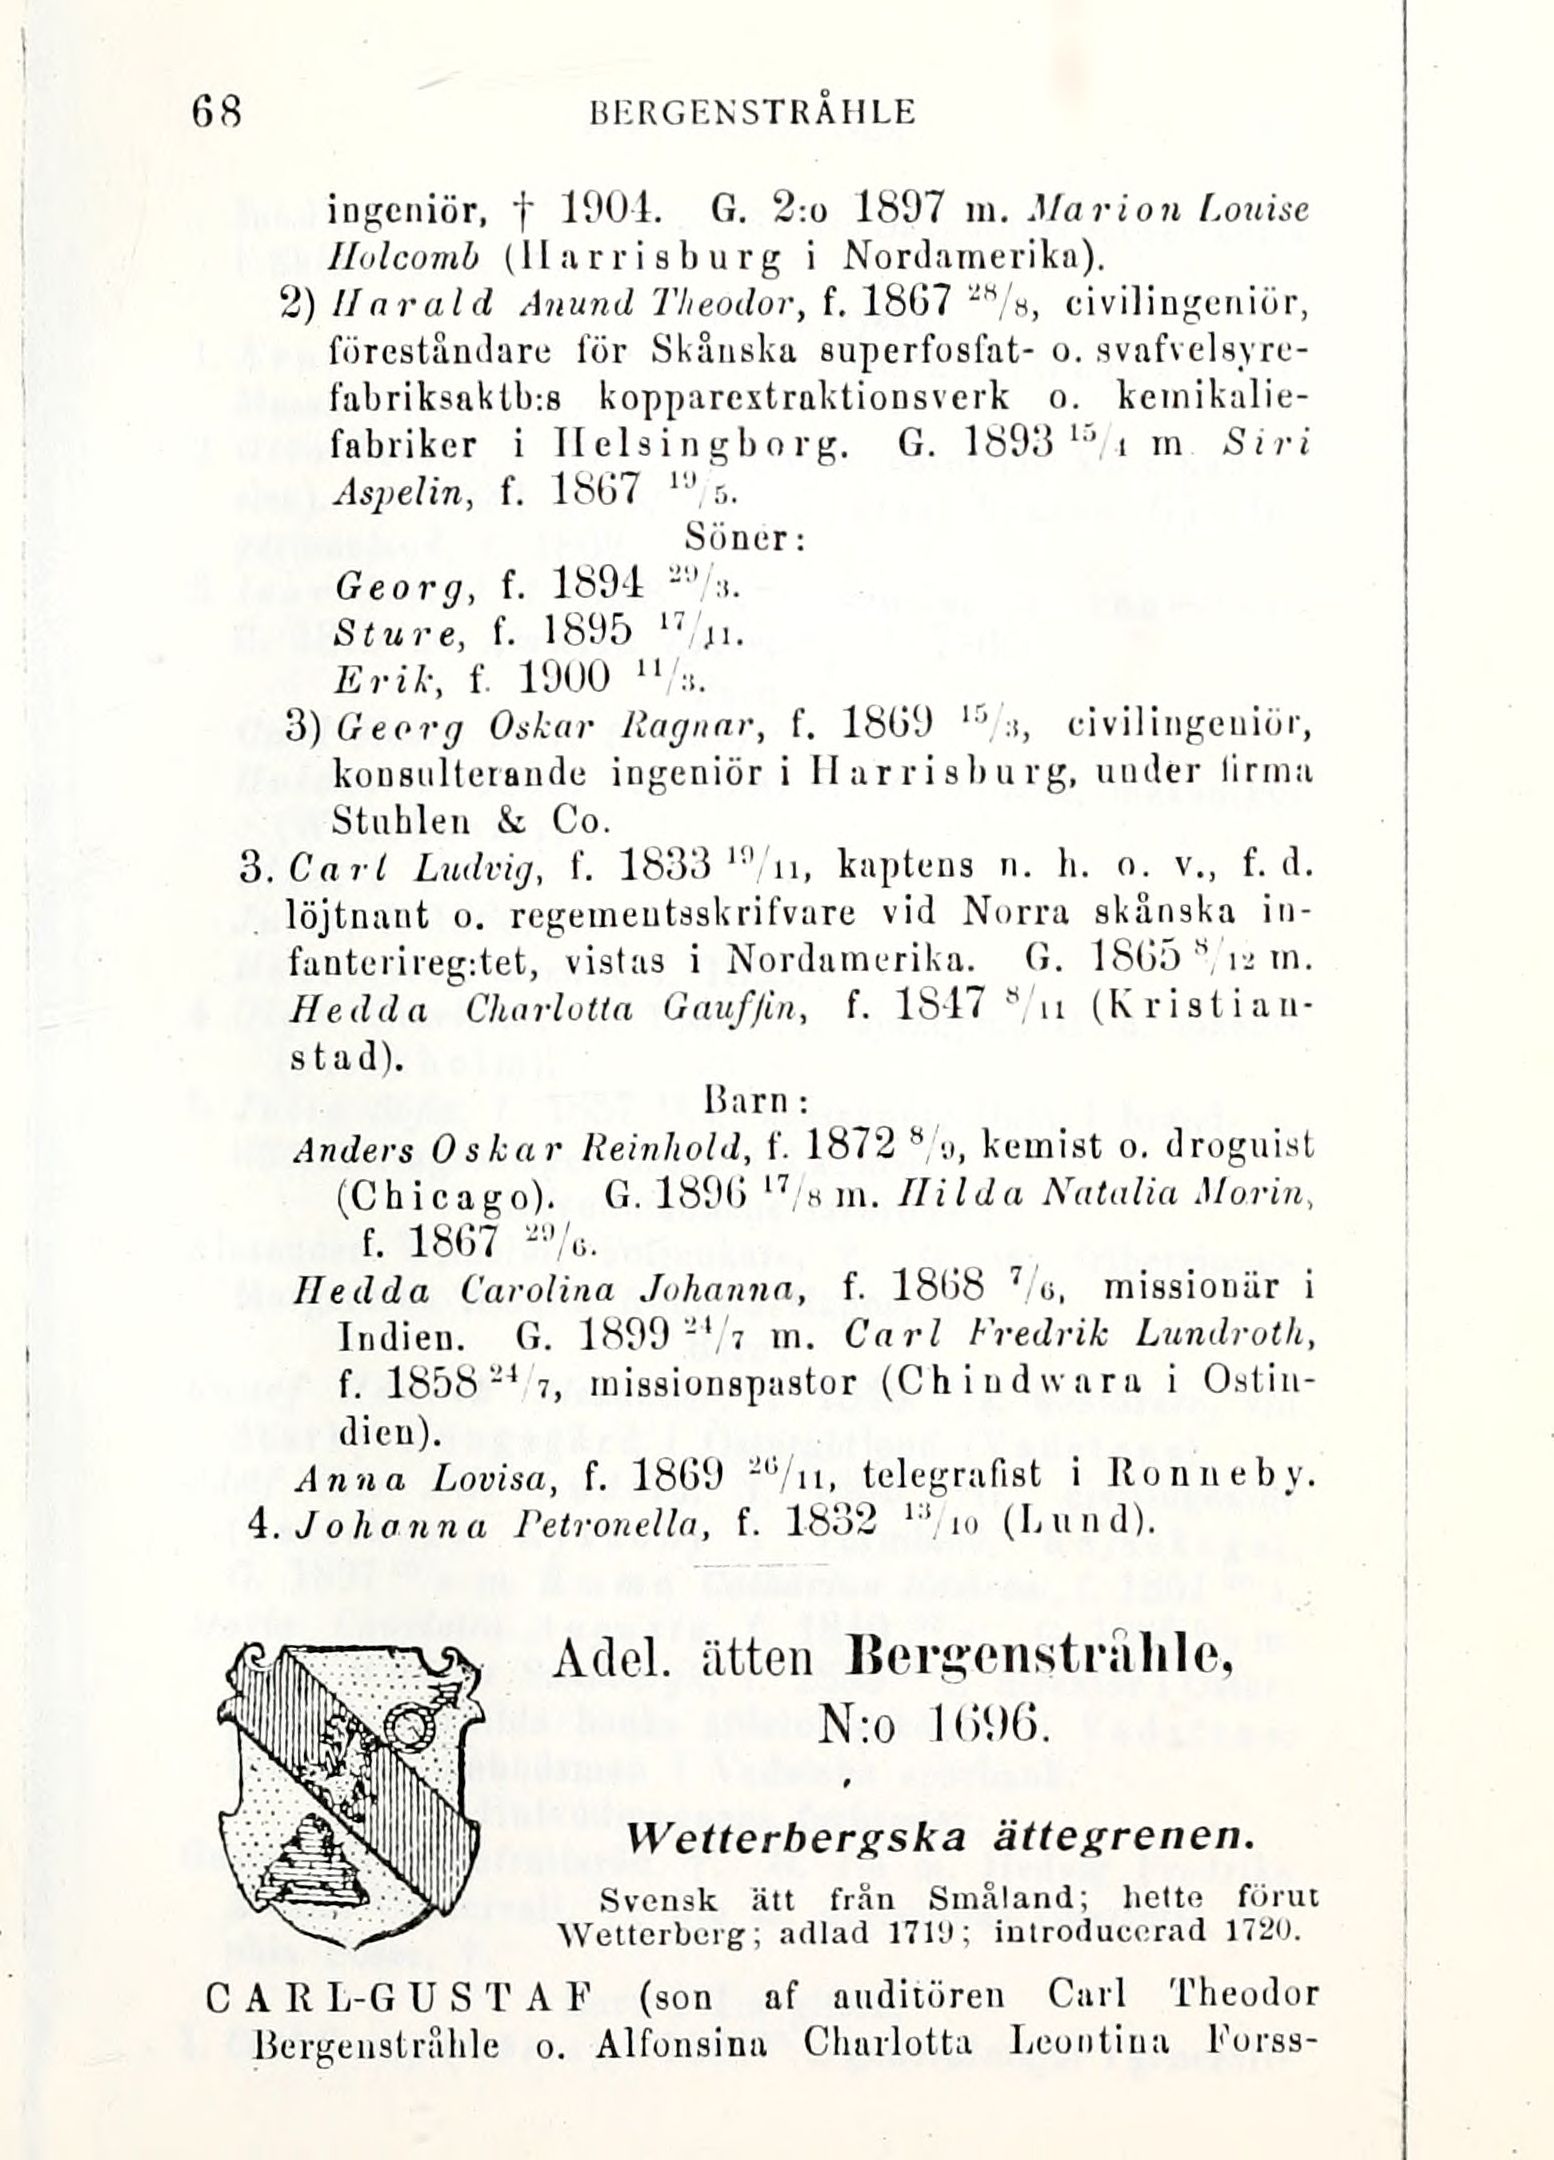 68 BERGENSTRÅHLE
ingeniör, † 1904. G. 2:o 1897 m. Marion Louise
Holcomb (Harrisburg i Nordamerika).
2) Harald Anund Theodor, f. 1867 28/8, civilingeniör,
föreståndare för Skånska superfosfat- o. svafvelsyre-
fabriksaktb:s kopparextraktionsverk o. kemikalie-
fabriker i Helsingborg. G. 1893 15/4 m. Siri
Aspelin, f. 1867 19/5.
Söner:
Georg, f. 1894 29/3.
Sture, f. 1895 17/11.
Erik, f. 1900 11/3.
3) Georg Oskar Ragnar, f. 1869 15/3, civilingeniör,
konsulterande ingeniör i Harrisburg, under firma
Stuhlen & Co.
3. Carl Ludvig, f. 1833 19/11, kaptens n. h. o. v., f. d.
löjtnant o. regementsskrifvare vid Norra skånska in-
fanterireg:tet, vistas i Nordamerika. G. 1865 8/12 m.
Hedda Charlotta Gauffin, f. 1847 8/11 (Kristian-
stad).
Barn:
Anders Oskar Reinhold, f. 1872 8/9, kemist o. droguist
(Chicago). G. 1896 17/8 m. Hilda Natalia Morin,
f. 1867 29/6.
Hedda Carolina Johanna, f. 1868 7/6, missionär i
Indien. G. 1899 24/7 m. Carl Fredrik Lundroth,
f. 1858 24/7, missionspastor (Chindwara i Ostin-
dien).
Anna Lovisa, f. 1869 26/11, telegrafist i Ronneby.
4. Johanna Petronella, f. 1832 13/10 (Lund).
Adel. ätten Bergenstråhle,
N:o 1696.
Wetterbergska ättegrenen.
Svensk ätt från Småland; hette förut
Wetterberg; adlad 1719; introducerad 1720.
CARL-GUSTAF (son af auditören Carl Theodor
Bergenstråhle o. Alfonsina Charlotta Leontina Forss-